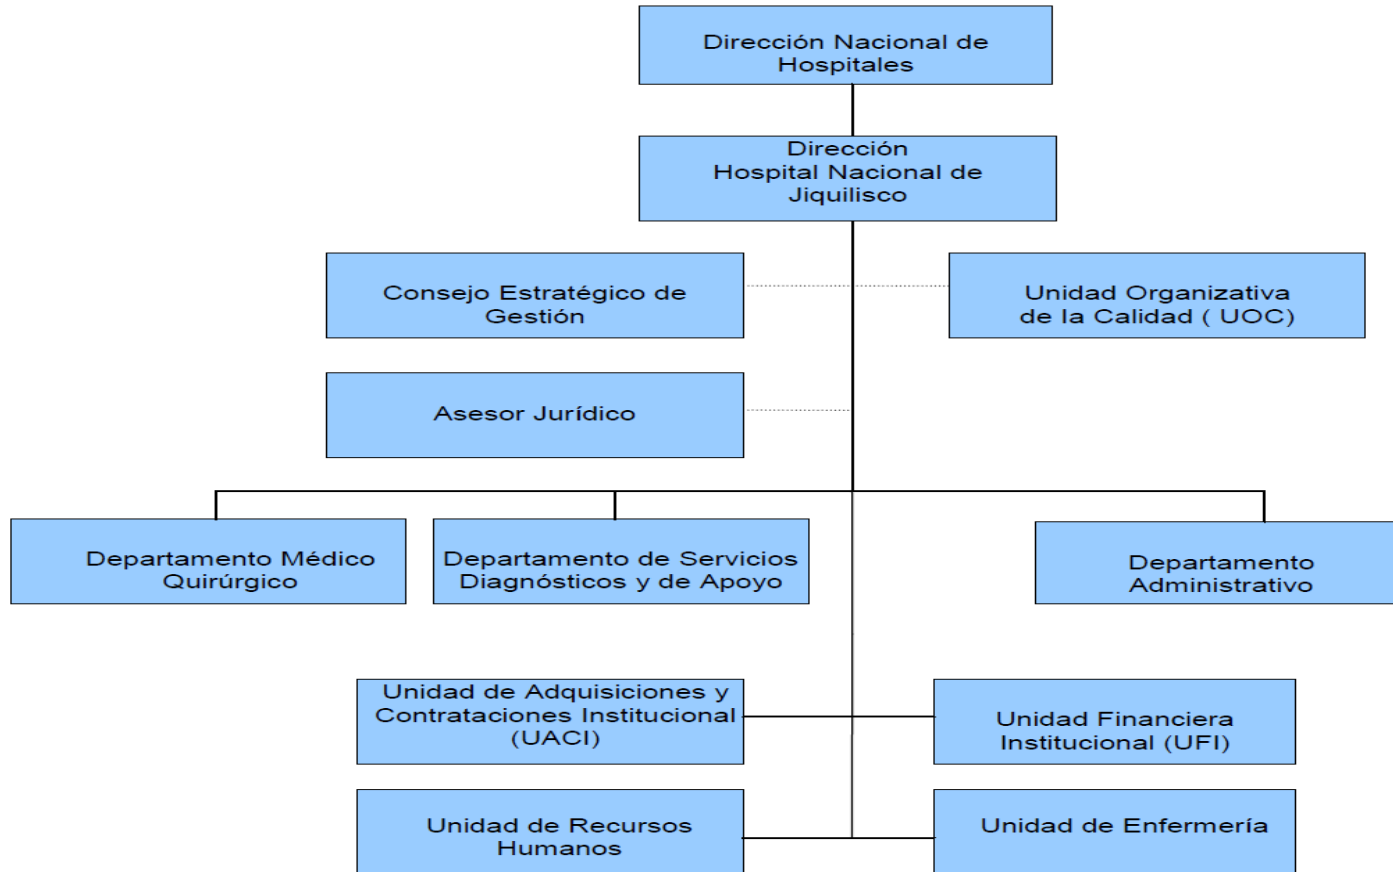 Dirección Nacional de
Hospitales
Dirección
Hospital Nacional de
Jiquilisco
Consejo Estratégico de
Gestión
Unidad Organizativa
de la Calidad ( UOC)
Asesor Jurídico
Departamento Médico
Quirúrgico
Departamento de Servicios
Diagnósticos y de Apoyo
Departamento
Administrativo
Unidad de Adquisiciones y
Contrataciones Institucional
(UACI)
Unidad Financiera
Institucional (UFI)
Unidad de Recursos
Humanos
Unidad de Enfermería